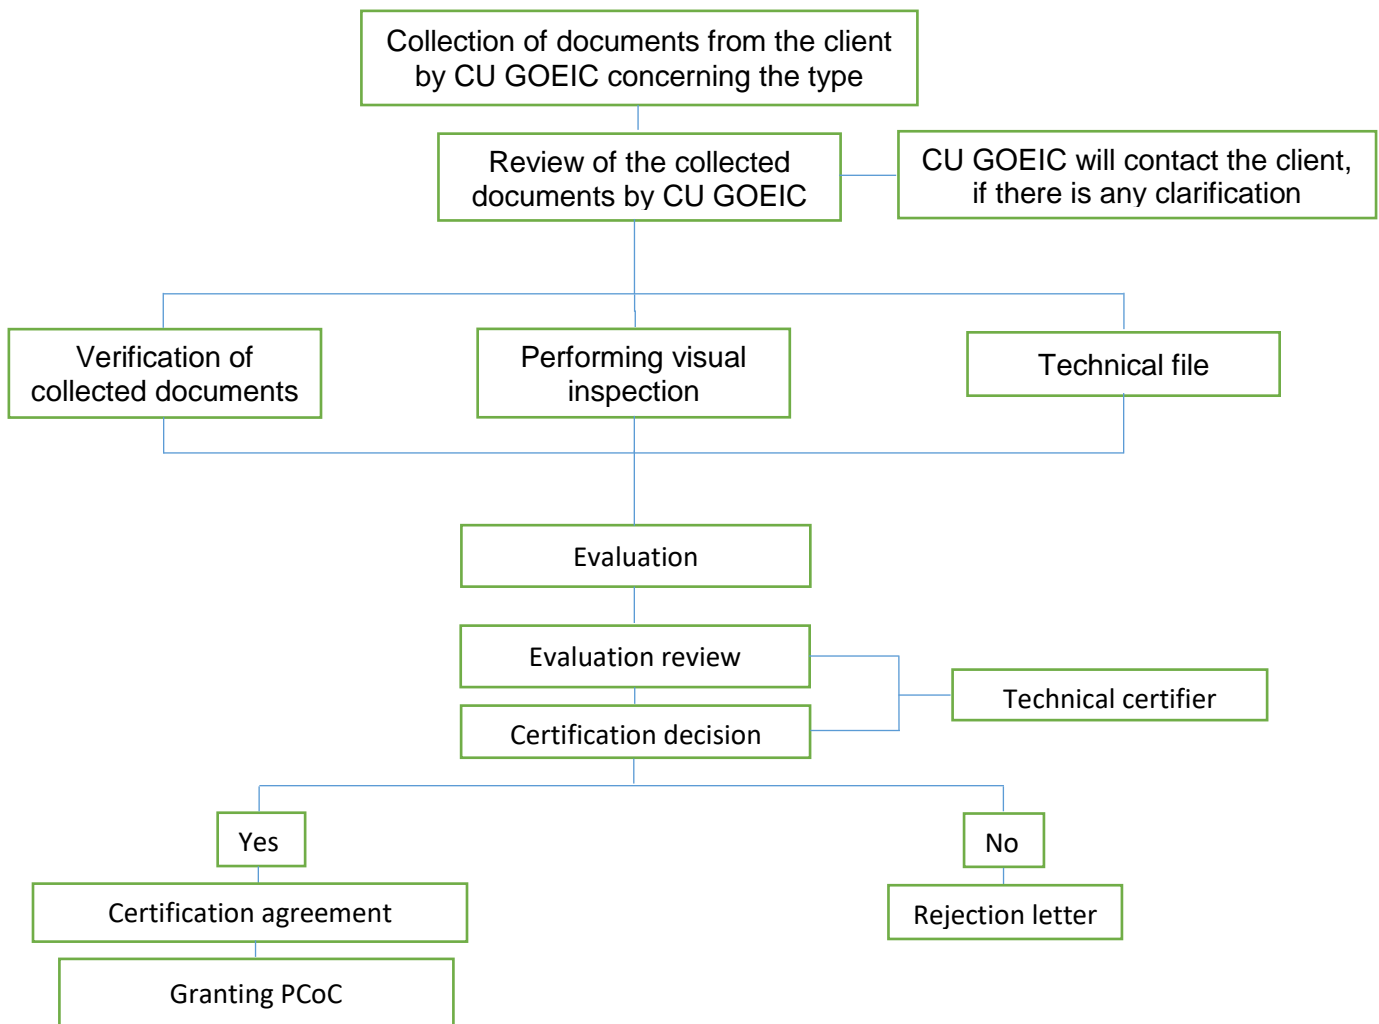 Collection of documents from the client
by CU GOEIC concerning the type
Review of the collected
documents by CU GOEIC
CU GOEIC will contact the client,
if there is any clarification
Verification of
collected documents
Performing visual
inspection
Technical file
Evaluation
Evaluation review
Technical certifier
Certification decision
Yes
No
Certification agreement
Rejection letter
Granting PCoC